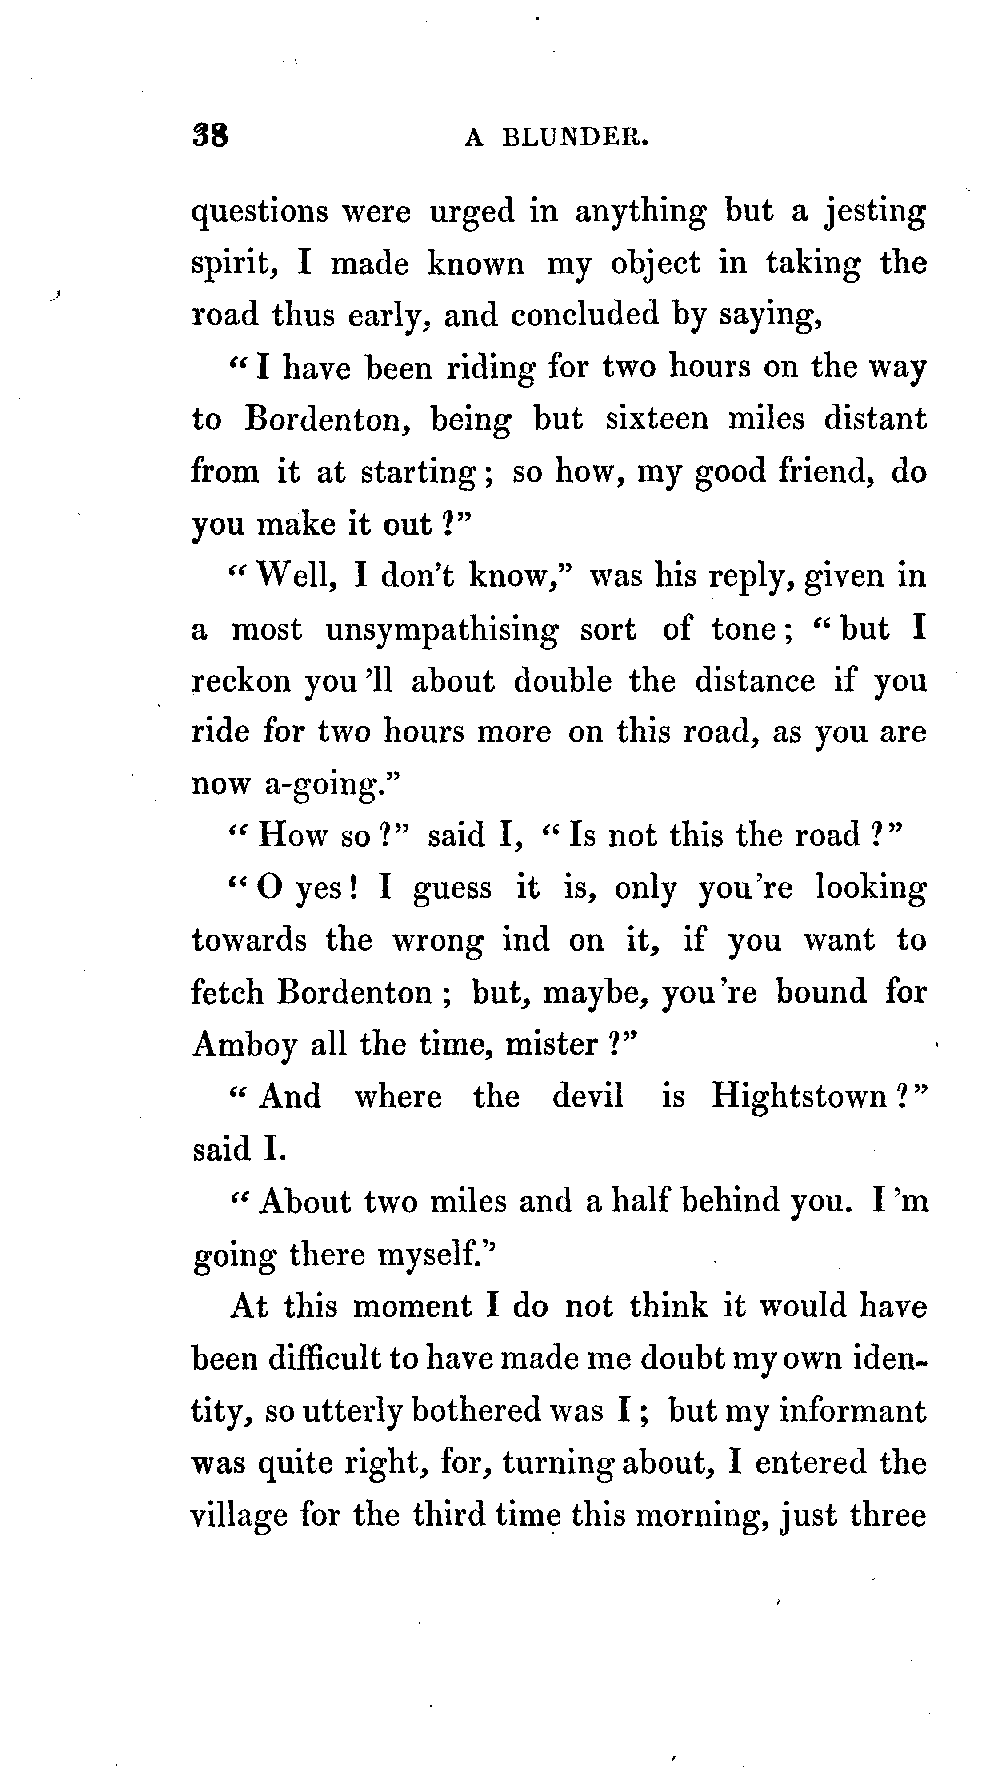 38 A BLUNDER.
questions were urged in anything but a jesting
spirit, I made known my object in taking the
road thus early, and concluded by saying,
“I have been riding for two hours on the way
to Bordenton, being but sixteen miles distant
from it at starting; so how, my good friend, do
you make it out?”
“Well, I don’t know,” was his reply, given in
a most unsympathising sort of tone; “but I
reckon you’ll about double the distance if you
ride for two hours more on this road, as you are
now a-going.”
“How so?” said I, “Is not this the road?”
“O yes! I guess it is, only you’re looking
towards the wrong ind on it, if you want to
fetch Bordenton; but, maybe, you’re bound for
Amboy all the time, mister?”
“And where the devil is Hightstown?”
said I.
“About two miles and a half behind you. I’m
going there myself.”
At this moment I do not think it would have
been difficult to have made me doubt my own iden-
tity, so utterly bothered was I; but my informant
was quite right, for, turning about, I entered the
village for the third time this morning, just three